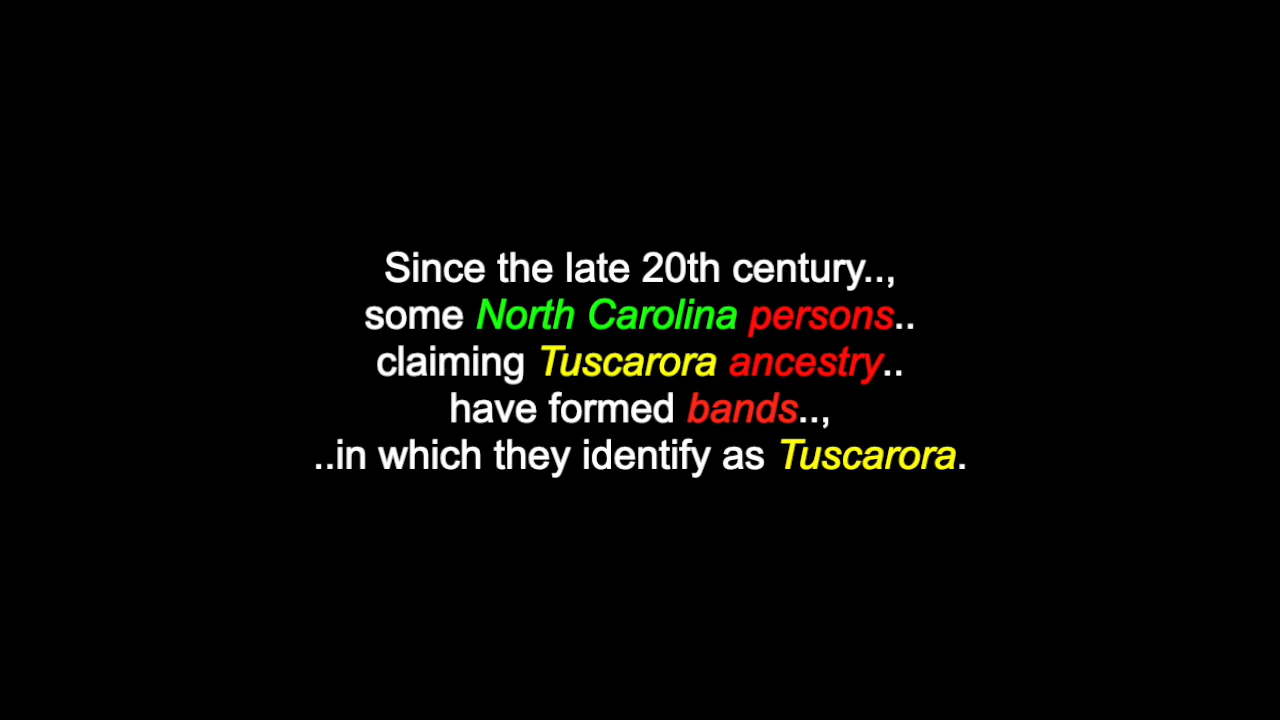 Since the late 20th century..,
some North Carolina persons..
claiming Tuscarora ancestry..
have formed bands..,
..in which they identify as Tuscarora.